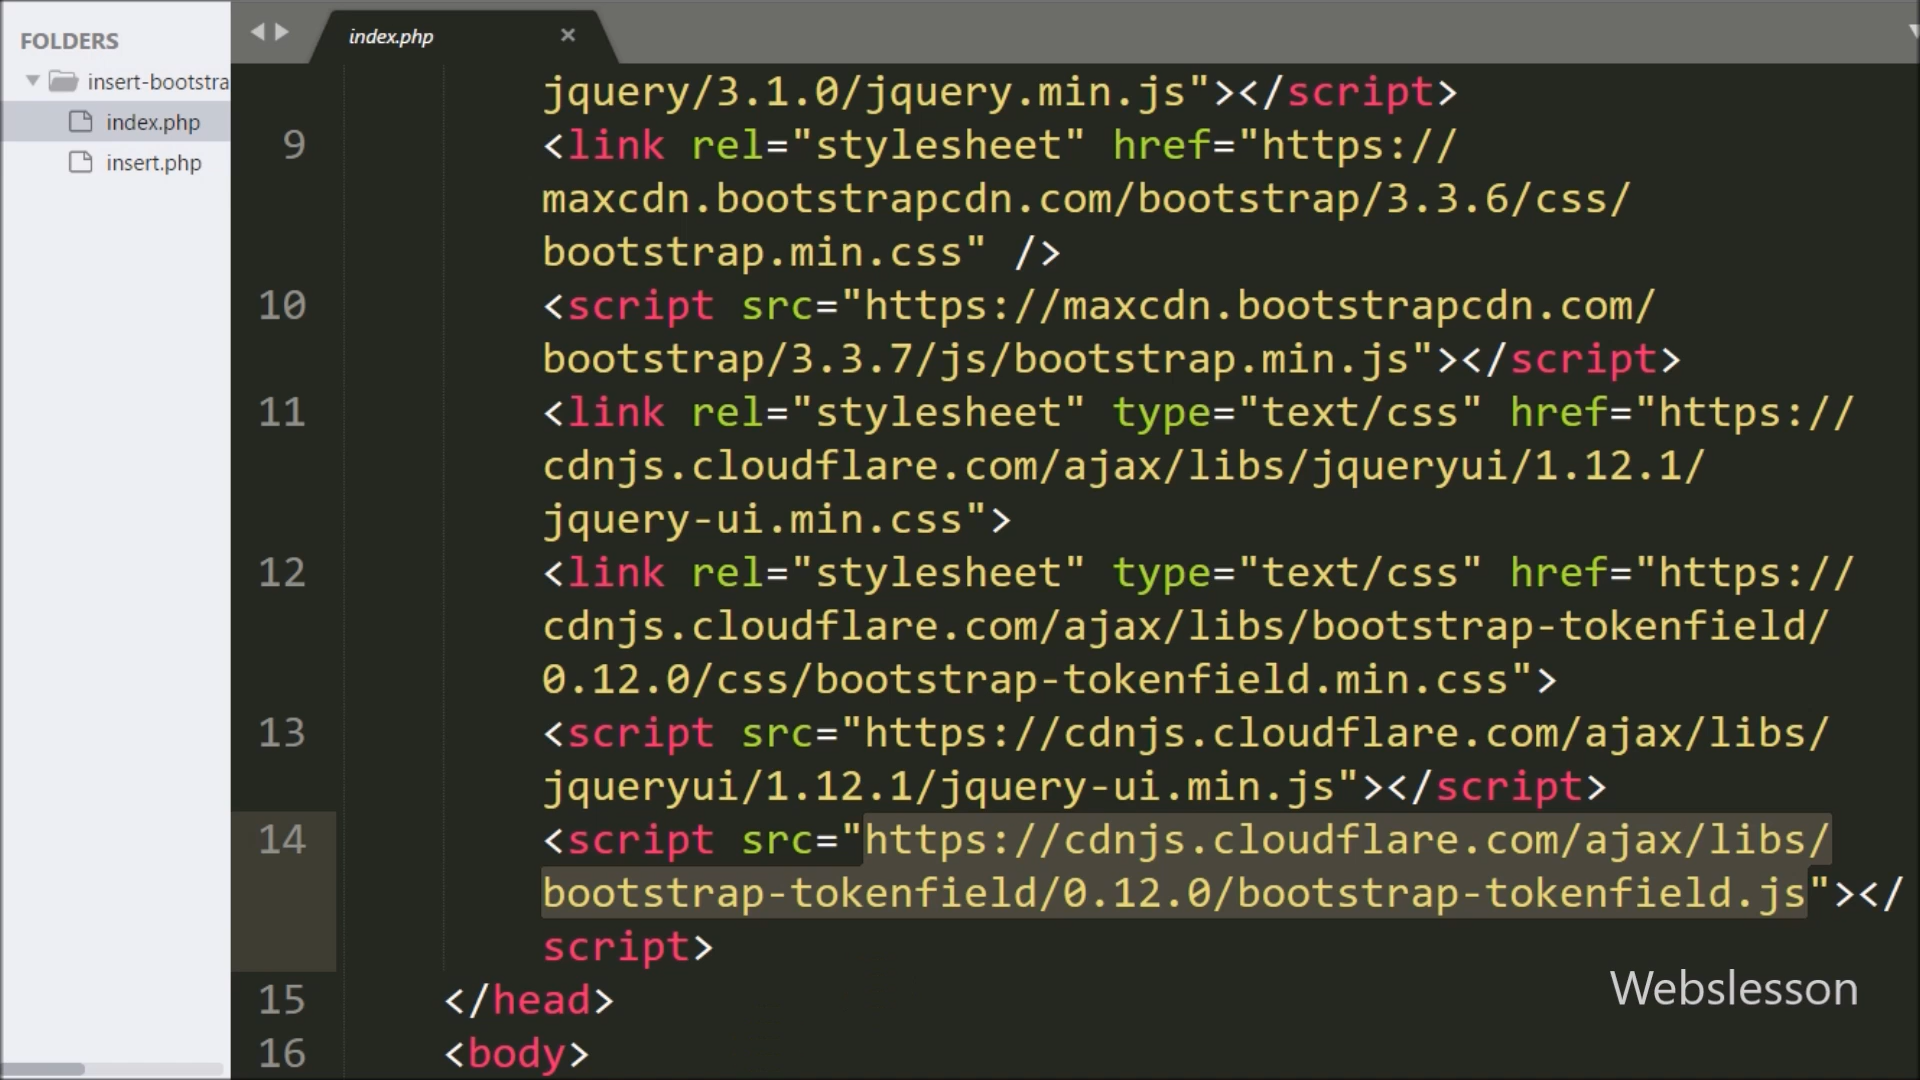 FOLDERS
insert-bootstra
index.php
insert.php
index.php
jquery/3.1.0/jquery.min.js"></script>
9 <link rel="stylesheet" href="https://
maxcdn.bootstrapcdn.com/bootstrap/3.3.6/css/
bootstrap.min.css" />
10 <script src="https://maxcdn.bootstrapcdn.com/
bootstrap/3.3.7/js/bootstrap.min.js"></script>
11 <link rel="stylesheet" type="text/css" href="https://
cdnjs.cloudflare.com/ajax/libs/jqueryui/1.12.1/
jquery-ui.min.css">
12 <link rel="stylesheet" type="text/css" href="https://
cdnjs.cloudflare.com/ajax/libs/bootstrap-tokenfield/
0.12.0/css/bootstrap-tokenfield.min.css">
13 <script src="https://cdnjs.cloudflare.com/ajax/libs/
jqueryui/1.12.1/jquery-ui.min.js"></script>
14 <script src="https://cdnjs.cloudflare.com/ajax/libs/
bootstrap-tokenfield/0.12.0/bootstrap-tokenfield.js"></
script>
15 </head>
16 <body>
Webslesson